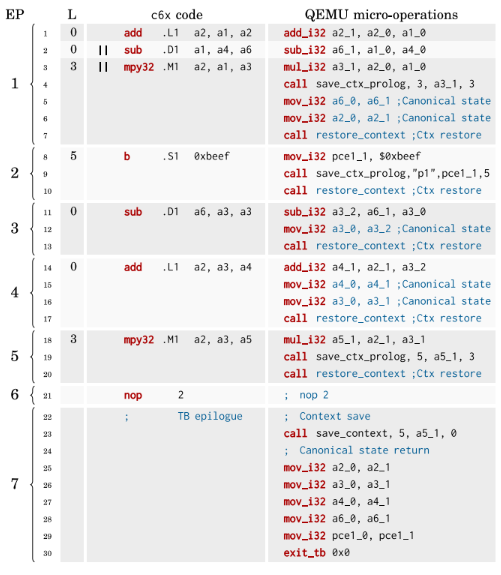 EP L c6x code QEMU micro-operations
1 0 add .L1 a2, a1, a2 add_i32 a2_1, a2_0, a1_0
2 0 || sub .D1 a1, a4, a6 sub_i32 a6_1, a1_0, a4_0
3 3 || mpy32 .M1 a2, a1, a3 mul_i32 a3_1, a2_0, a1_0
1 4 call save_ctx_prolog, 3, a3_1, 3
5 mov_i32 a6_0, a6_1 ;Canonical state
6 mov_i32 a2_0, a2_1 ;Canonical state
7 call restore_context ;Ctx restore
8 5 b .S1 0xbeef mov_i32 pce1_1, $0xbeef
2 9 call save_ctx_prolog,"p1",pce1_1,5
10 call restore_context ;Ctx restore
11 0 sub .D1 a6, a3, a3 sub_i32 a3_2, a6_1, a3_0
3 12 mov_i32 a3_0, a3_2 ;Canonical state
13 call restore_context ;Ctx restore
14 0 add .L1 a2, a3, a4 add_i32 a4_1, a2_1, a3_2
15 mov_i32 a4_0, a4_1 ;Canonical state
4 16 mov_i32 a3_0, a3_1 ;Canonical state
17 call restore_context ;Ctx restore
18 3 mpy32 .M1 a2, a3, a5 mul_i32 a5_1, a2_1, a3_1
5 19 call save_ctx_prolog, 5, a5_1, 3
20 call restore_context ;Ctx restore
6 21 nop 2 ; nop 2
22 ; TB epilogue ; Context save
23 call save_context, 5, a5_1, 0
24 ; Canonical state return
25 mov_i32 a2_0, a2_1
7 26 mov_i32 a3_0, a3_1
27 mov_i32 a4_0, a4_1
28 mov_i32 a6_0, a6_1
29 mov_i32 pce1_0, pce1_1
30 exit_tb 0x0